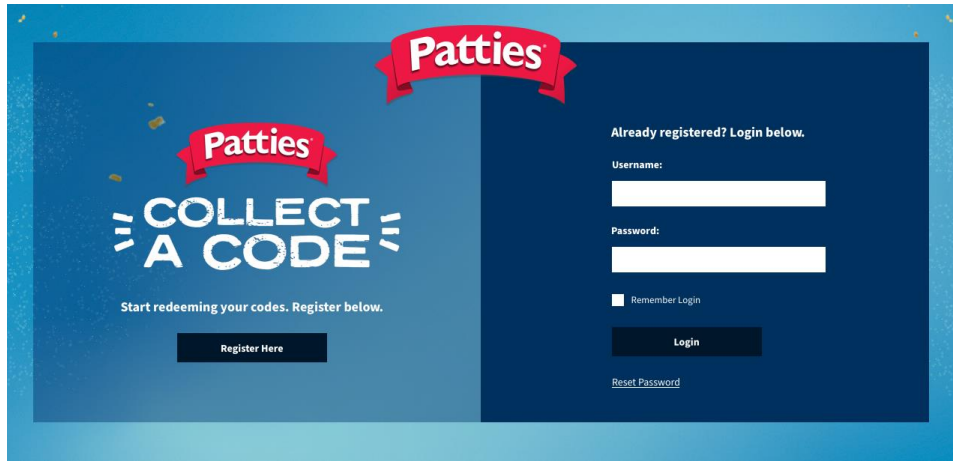 Patties
Patties
COLLECT
A CODE
Start redeeming your codes. Register below.
Register Here
Already registered? Login below.
Username:
Password:
Remember Login
Login
Reset Password